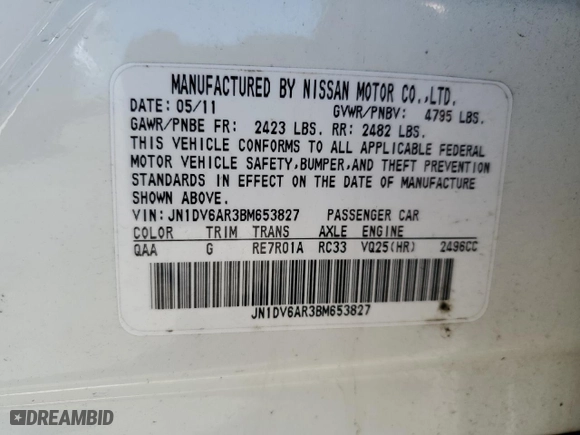 MANUFACTURED BY NISSAN MOTOR CO.,LTD.
DATE: 05/11 GVWR/PNBV: 4795 LBS.
GAWR/PNBE FR: 2423 LBS. RR: 2482 LBS.
THIS VEHICLE CONFORMS TO ALL APPLICABLE FEDERAL
MOTOR VEHICLE SAFETY,BUMPER,AND THEFT PREVENTION
STANDARDS IN EFFECT ON THE DATE OF MANUFACTURE
SHOWN ABOVE.
VIN: JN1DV6AR3BM653827 PASSENGER CAR
COLOR TRIM TRANS AXLE ENGINE
QAA G RE7R01A RC33 VQ25(HR) 2496CC
JN1DV6AR3BM653827
DREAMBID